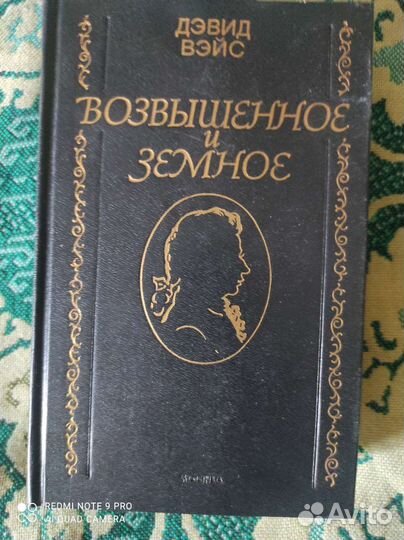 ДЭВИД
ВЭЙС
ВОЗВЫШЕННОЕ
и
ЗЕМНОЕ
REDMI NOTE 9 PRO
AI QUAD CAMERA
Avito